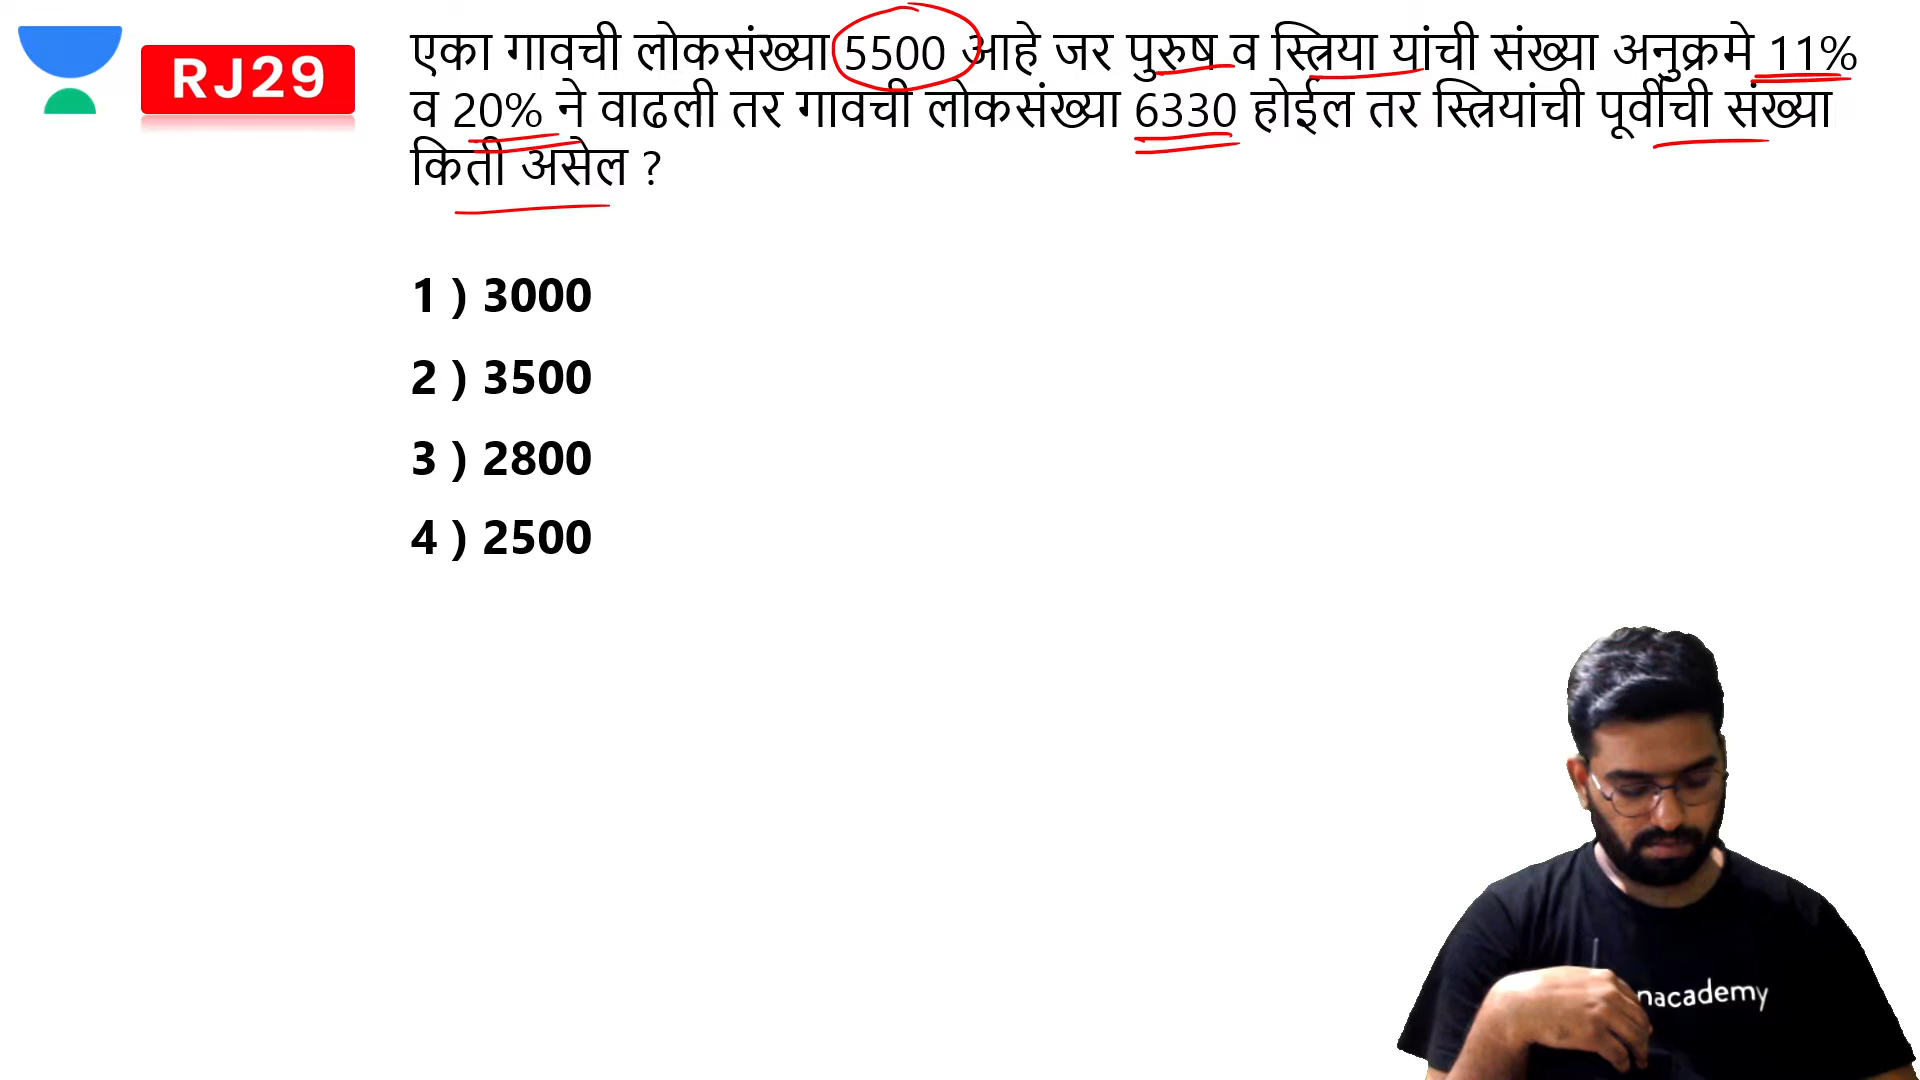 RJ29
एका गावची लोकसंख्या 5500 आहे जर पुरुष व स्त्रिया यांची संख्या अनुक्रमे 11%
व 20% ने वाढली तर गावची लोकसंख्या 6330 होईल तर स्त्रियांची पूर्वीची संख्या
किती असेल ?
1 ) 3000
2 ) 3500
3 ) 2800
4 ) 2500
nacademy